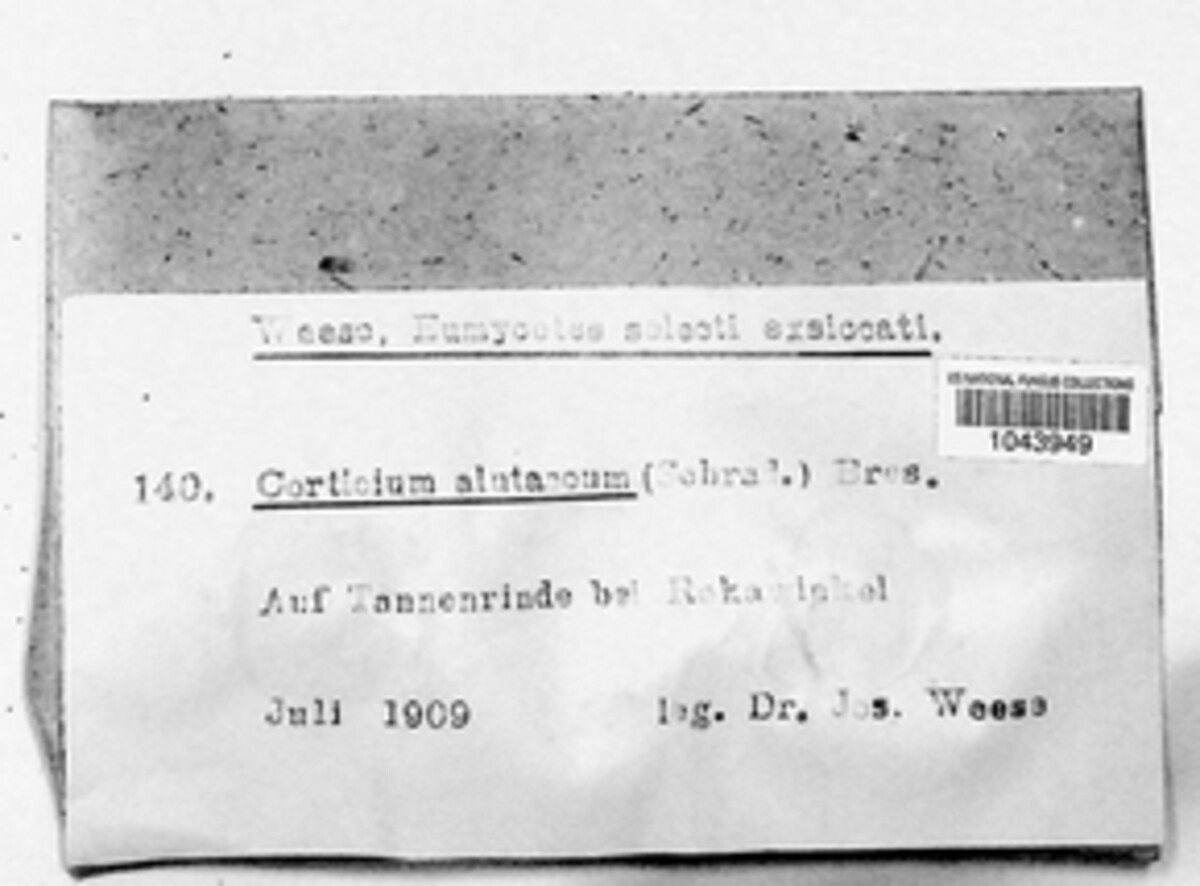 Weese, Eumycetes selecti exsiccati.
US NATIONAL FUNGUS COLLECTIONS
1043949
140. Corticium alutaceum (Schrad.) Bres.
Auf Tannenrinde bei Rekawinkel
Juli 1909 leg. Dr. Jos. Weese